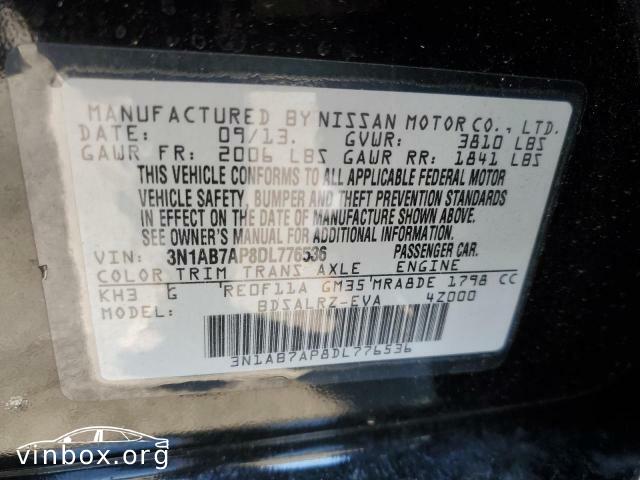 MANUFACTURED BY NISSAN MOTOR CO., LTD.
DATE: 09/13. GVWR: 3810 LBS
GAWR FR: 2006 LBS GAWR RR: 1841 LBS
THIS VEHICLE CONFORMS TO ALL APPLICABLE FEDERAL MOTOR
VEHICLE SAFETY, BUMPER AND THEFT PREVENTION STANDARDS
IN EFFECT ON THE DATE OF MANUFACTURE SHOWN ABOVE.
SEE OWNER'S MANUAL FOR ADDITIONAL INFORMATION.
VIN: 3N1AB7AP8DL776536 PASSENGER CAR.
COLOR TRIM TRANS AXLE ENGINE
KH3 G RE0F11A GM35 MRA8DE 1798 CC
MODEL: BDSALRZ-EVA 4Z000
3N1AB7AP8DL776536
vinbox.org